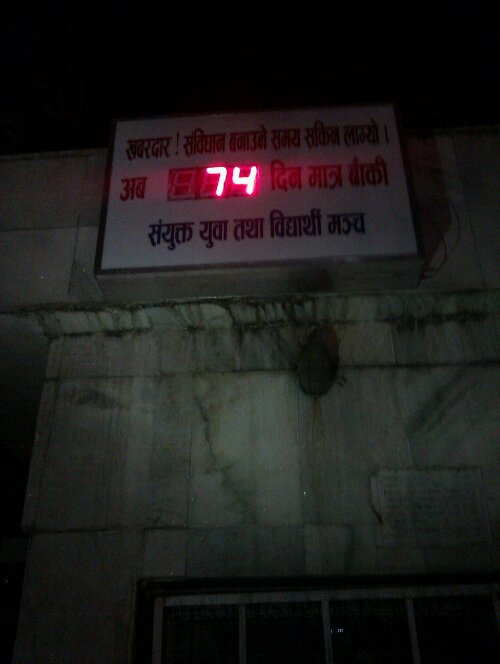 खबरदार ! संविधान बनाउने समय सकिन लाग्यो ।
अब 74 दिन मात्र बाँकी
संयुक्त युवा तथा विद्यार्थी मञ्च